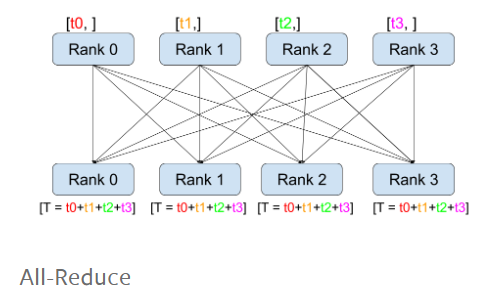 [t0, ] [t1,] [t2,] [t3, ]
Rank 0 Rank 1 Rank 2 Rank 3
Rank 0 Rank 1 Rank 2 Rank 3
[T = t0+t1+t2+t3] [T = t0+t1+t2+t3] [T = t0+t1+t2+t3] [T = t0+t1+t2+t3]
All-Reduce